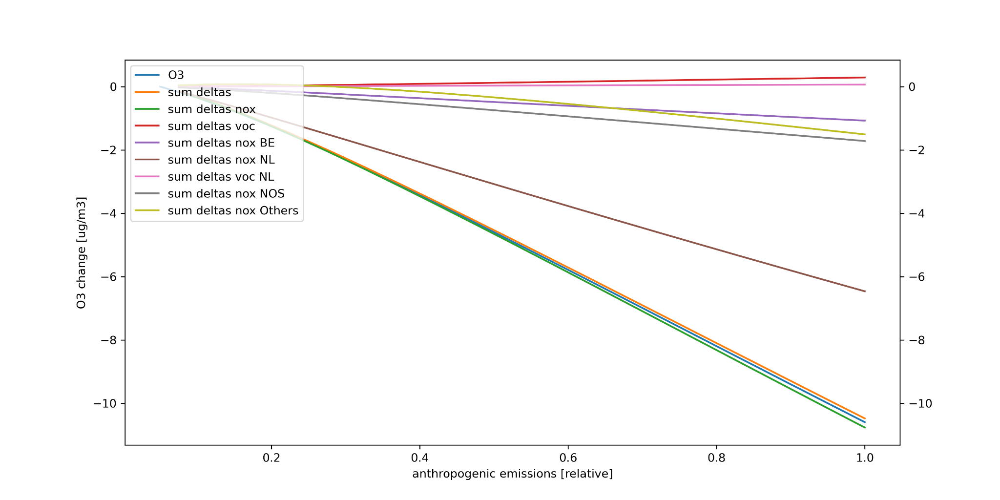 O3
sum deltas
sum deltas nox
sum deltas voc
sum deltas nox BE
sum deltas nox NL
sum deltas voc NL
sum deltas nox NOS
sum deltas nox Others
0
−2
−4
−6
−8
−10
O3 change [ug/m3]
0
−2
−4
−6
−8
−10
0.2 0.4 0.6 0.8 1.0
anthropogenic emissions [relative]